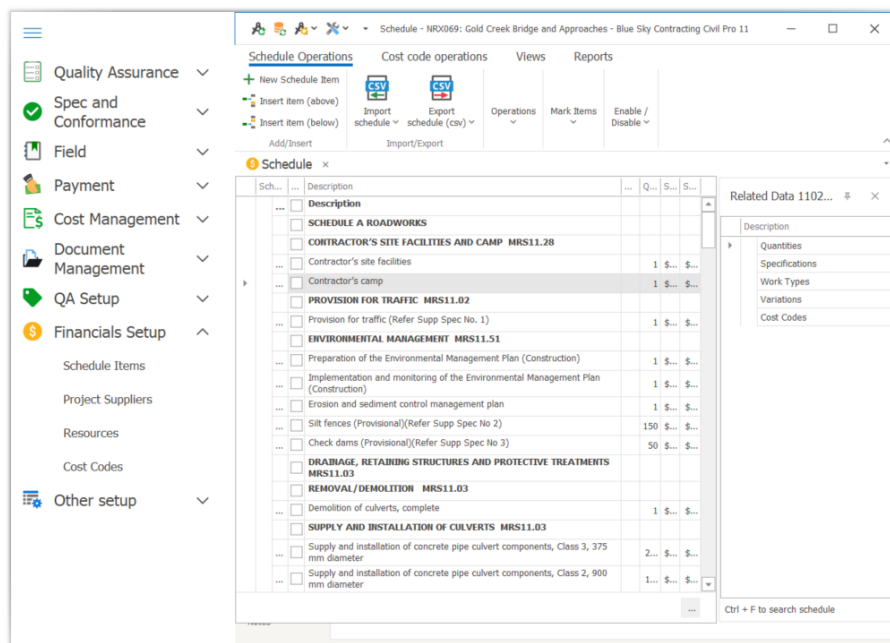 Schedule - NRX069: Gold Creek Bridge and Approaches - Blue Sky Contracting Civil Pro 11
Quality Assurance
Spec and
Conformance
Field
Payment
Cost Management
Document
Management
QA Setup
Financials Setup
Schedule Items
Project Suppliers
Resources
Cost Codes
Other setup
Schedule Operations Cost code operations Views Reports
New Schedule Item
Insert item (above)
Insert item (below)
Add/Insert
CSV
Import
schedule
CSV
Export
schedule (csv)
Import/Export
Operations
Mark Items
Enable /
Disable
Schedule
Sch... ... Description ... Q... S... S...
... Description
SCHEDULE A ROADWORKS
CONTRACTOR'S SITE FACILITIES AND CAMP MRS11.28
... Contractor's site facilities 1 $... $...
... Contractor's camp 1 $... $...
PROVISION FOR TRAFFIC MRS11.02
... Provision for traffic (Refer Supp Spec No. 1) 1 $... $...
ENVIRONMENTAL MANAGEMENT MRS11.51
... Preparation of the Environmental Management Plan (Construction) 1 $... $...
... Implementation and monitoring of the Environmental Management Plan
(Construction) 1 $... $...
... Erosion and sediment control management plan 1 $... $...
... Silt fences (Provisional)(Refer Supp Spec No 2) 150 $... $...
... Check dams (Provisional)(Refer Supp Spec No 3) 50 $... $...
DRAINAGE, RETAINING STRUCTURES AND PROTECTIVE TREATMENTS
MRS11.03
REMOVAL/DEMOLITION MRS11.03
... Demolition of culverts, complete 1 $... $...
SUPPLY AND INSTALLATION OF CULVERTS MRS11.03
... Supply and installation of concrete pipe culvert components, Class 3, 375
mm diameter 2... $... $...
... Supply and installation of concrete pipe culvert components, Class 2, 900
mm diameter 1... $... $...
...
Related Data 1102...
Description
Quantities
Specifications
Work Types
Variations
Cost Codes
Ctrl + F to search schedule